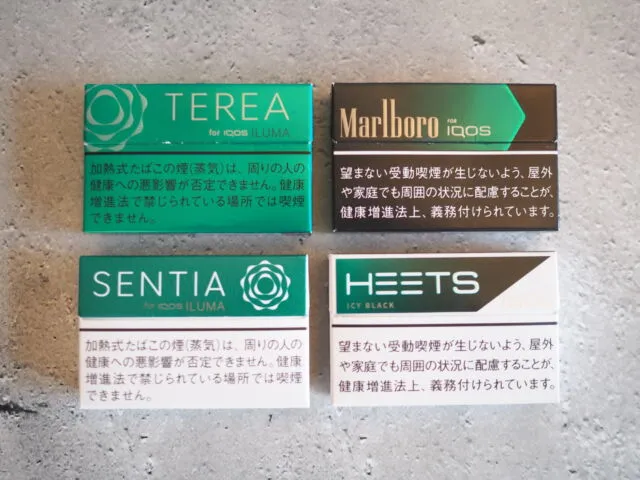 TEREA
for IQOS ILUMA
加熱式たばこの煙(蒸気)は、周りの人の
健康への悪影響が否定できません。健康
増進法で禁じられている場所では喫煙
できません。
Marlboro FOR IQOS
望まない受動喫煙が生じないよう、屋外
や家庭でも周囲の状況に配慮することが、
健康増進法上、義務付けられています。
SENTIA
for IQOS ILUMA
加熱式たばこの煙(蒸気)は、周りの人の
健康への悪影響が否定できません。健康
増進法で禁じられている場所では喫煙
できません。
HEETS
ICY BLACK
望まない受動喫煙が生じないよう、屋外
や家庭でも周囲の状況に配慮することが、
健康増進法上、義務付けられています。